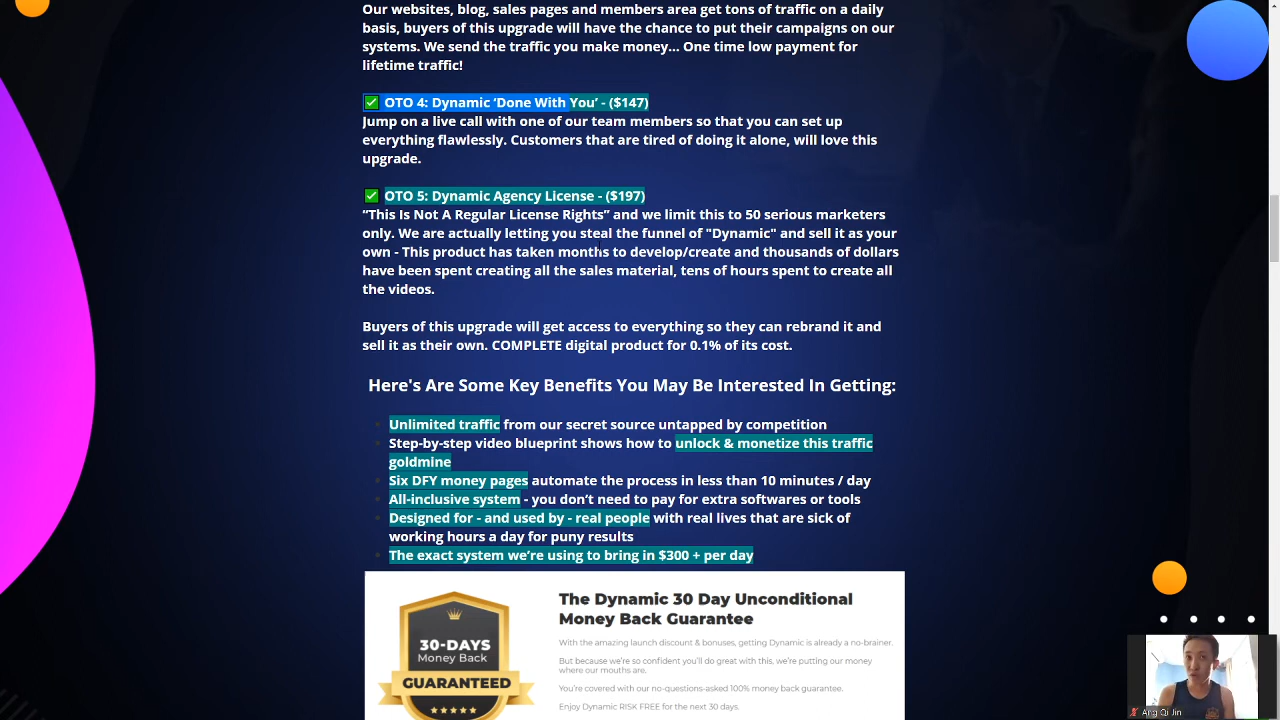 Our websites, blog, sales pages and members area get tons of traffic on a daily
basis, buyers of this upgrade will have the chance to put their campaigns on our
systems. We send the traffic you make money... One time low payment for
lifetime traffic!
✅ OTO 4: Dynamic ‘Done With You’ - ($147)
Jump on a live call with one of our team members so that you can set up
everything flawlessly. Customers that are tired of doing it alone, will love this
upgrade.
✅ OTO 5: Dynamic Agency License - ($197)
“This Is Not A Regular License Rights” and we limit this to 50 serious marketers
only. We are actually letting you steal the funnel of "Dynamic" and sell it as your
own - This product has taken months to develop/create and thousands of dollars
have been spent creating all the sales material, tens of hours spent to create all
the videos.
Buyers of this upgrade will get access to everything so they can rebrand it and
sell it as their own. COMPLETE digital product for 0.1% of its cost.
Here's Are Some Key Benefits You May Be Interested In Getting:
Unlimited traffic from our secret source untapped by competition
Step-by-step video blueprint shows how to unlock & monetize this traffic
goldmine
Six DFY money pages automate the process in less than 10 minutes / day
All-inclusive system - you don’t need to pay for extra softwares or tools
Designed for - and used by - real people with real lives that are sick of
working hours a day for puny results
The exact system we’re using to bring in $300 + per day
30-DAYS
Money Back
GUARANTEED
The Dynamic 30 Day Unconditional
Money Back Guarantee
With the amazing launch discount & bonuses, getting Dynamic is already a no-brainer.
But because we're so confident you'll do great with this, we're putting our money
where our mouths are.
You're covered with our no-questions-asked 100% money back guarantee.
Enjoy Dynamic RISK FREE for the next 30 days.
Ang Qi Jin